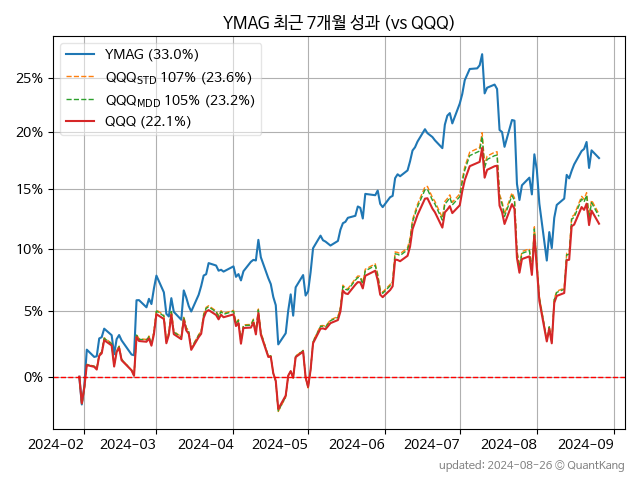 YMAG 최근 7개월 성과 (vs QQQ)
YMAG (33.0%)
QQQSTD 107% (23.6%)
QQQMDD 105% (23.2%)
QQQ (22.1%)
25%
20%
15%
10%
5%
0%
2024-02 2024-03 2024-04 2024-05 2024-06 2024-07 2024-08 2024-09
updated: 2024-08-26 © QuantKang